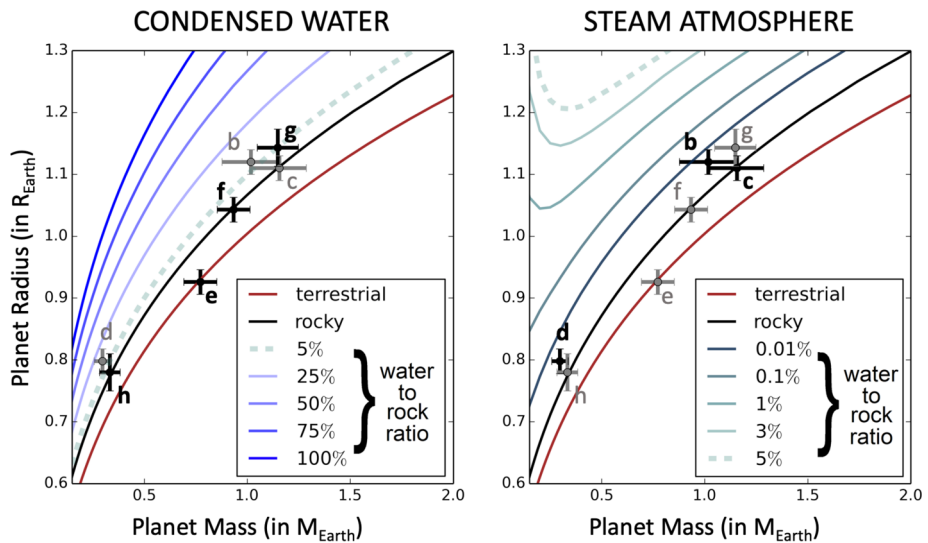 CONDENSED WATER
1.3
1.2
1.1
1.0
0.9
0.8
0.7
0.6
Planet Radius (in R_Earth)
g
b
c
f
e
d
h
terrestrial
rocky
5%
25%
50%
75%
100%
water
to
rock
ratio
0.5
1.0
1.5
2.0
Planet Mass (in M_Earth)
STEAM ATMOSPHERE
1.3
1.2
1.1
1.0
0.9
0.8
0.7
0.6
g
b
c
f
e
d
h
terrestrial
rocky
0.01%
0.1%
1%
3%
5%
water
to
rock
ratio
0.5
1.0
1.5
2.0
Planet Mass (in M_Earth)